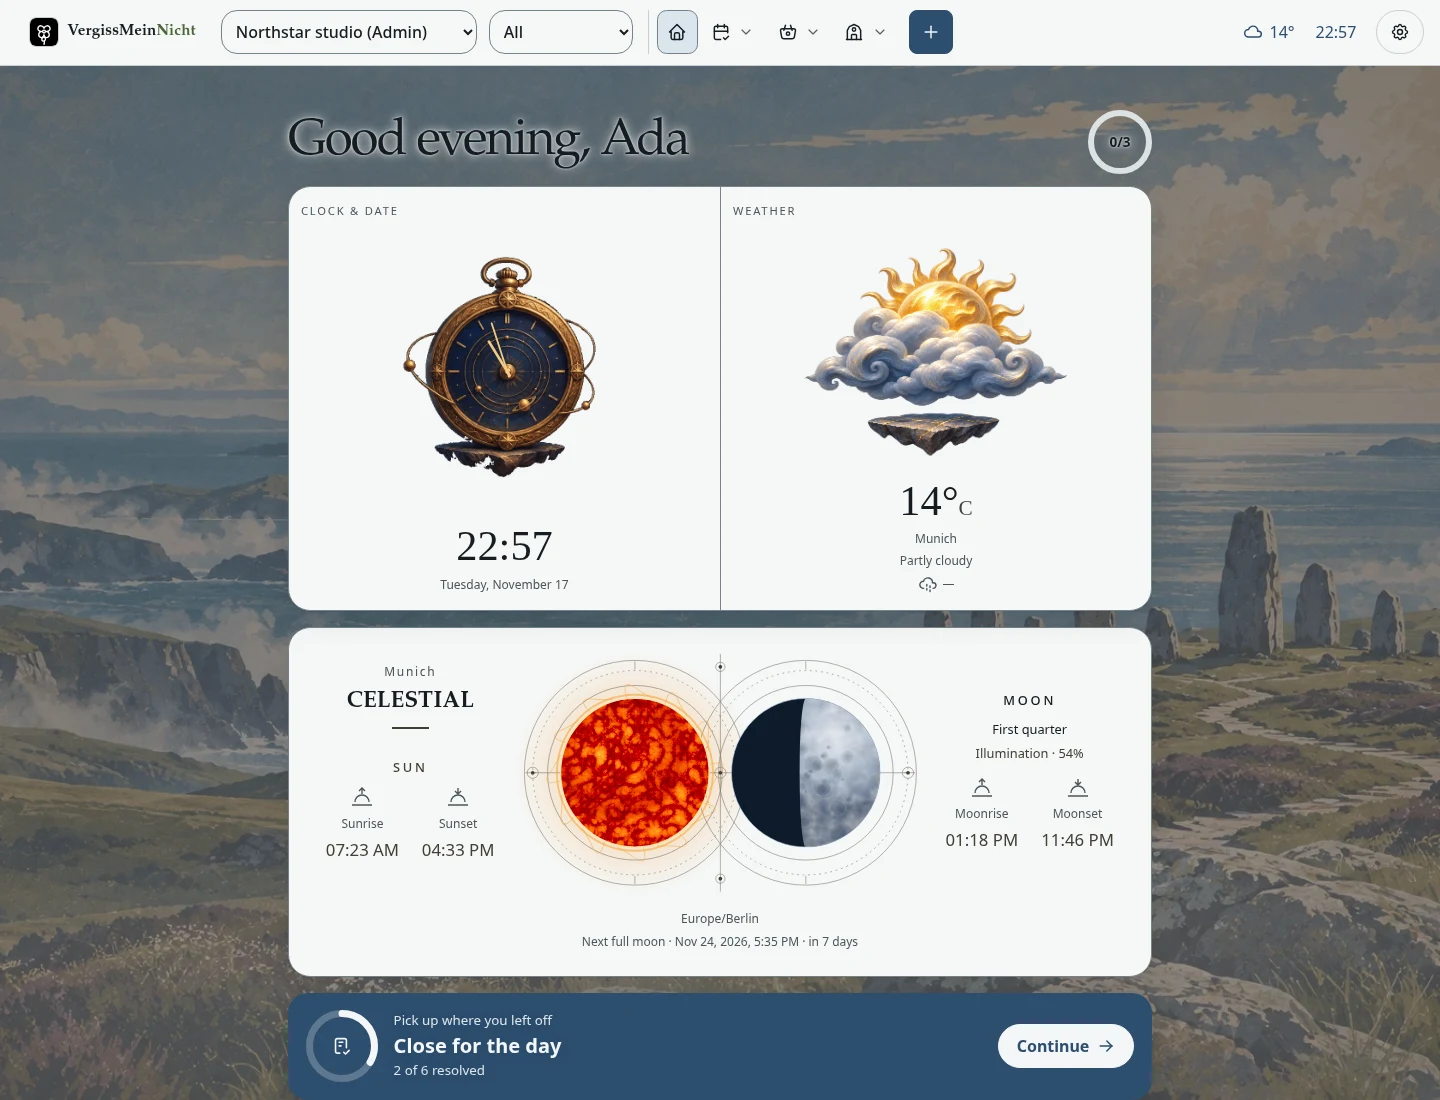 VergissMeinNicht
Northstar studio (Admin)
All
14°
22:57
Good evening, Ada
0/3
CLOCK & DATE
22:57
Tuesday, November 17
WEATHER
14°C
Munich
Partly cloudy
—
Munich
CELESTIAL
SUN
Sunrise
07:23 AM
Sunset
04:33 PM
MOON
First quarter
Illumination · 54%
Moonrise
01:18 PM
Moonset
11:46 PM
Europe/Berlin
Next full moon · Nov 24, 2026, 5:35 PM · in 7 days
Pick up where you left off
Close for the day
2 of 6 resolved
Continue